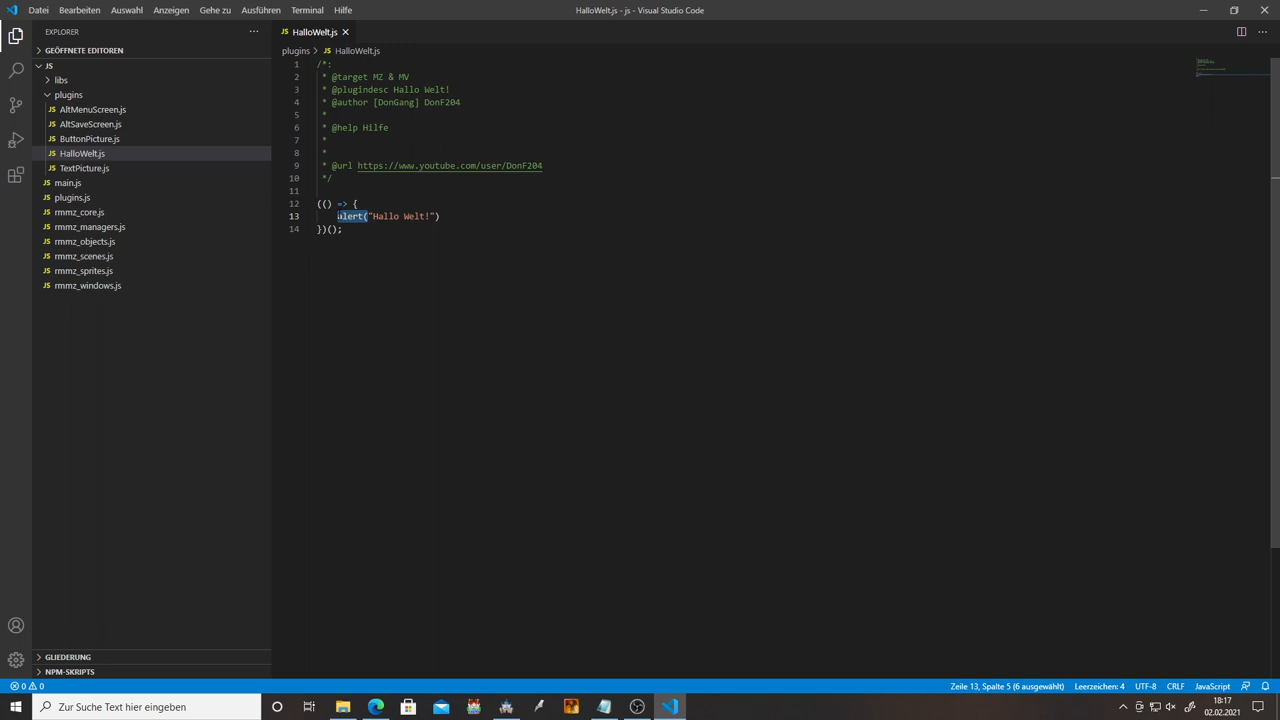 Datei Bearbeiten Auswahl Anzeigen Gehe zu Ausführen Terminal Hilfe
HalloWelt.js - js - Visual Studio Code
EXPLORER
GEÖFFNETE EDITOREN
JS
libs
plugins
JS AltMenuScreen.js
JS AltSaveScreen.js
JS ButtonPicture.js
JS HalloWelt.js
JS TextPicture.js
JS main.js
JS plugins.js
JS rmmz_core.js
JS rmmz_managers.js
JS rmmz_objects.js
JS rmmz_scenes.js
JS rmmz_sprites.js
JS rmmz_windows.js
GLIEDERUNG
NPM-SKRIPTS
JS HalloWelt.js
plugins > JS HalloWelt.js
1 /*:
2 * @target MZ & MV
3 * @plugindesc Hallo Welt!
4 * @author [DonGang] DonF204
5 *
6 * @help Hilfe
7 *
8 *
9 * @url https://www.youtube.com/user/DonF204
10 */
11
12 (() => {
13 alert("Hallo Welt!")
14 })();
0 0
Zeile 13, Spalte 5 (6 ausgewählt) Leerzeichen: 4 UTF-8 CRLF JavaScript
Zur Suche Text hier eingeben
18:17
02.02.2021